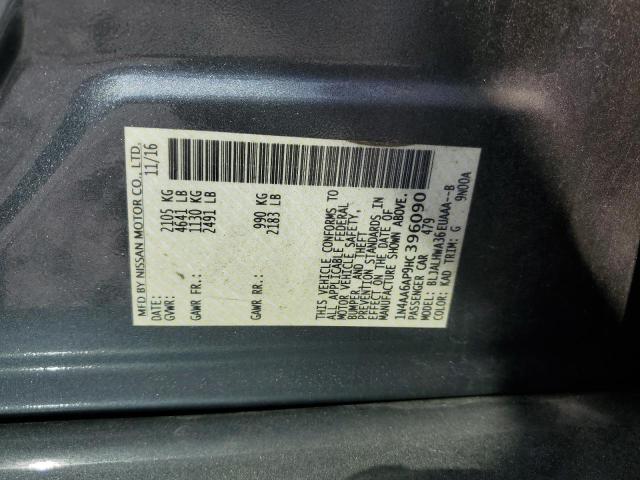 MFD BY NISSAN MOTOR CO., LTD.
11/16
GVWR: 2105 KG
4641 LB
GAWR FR.: 1130 KG
2491 LB
GAWR RR.: 990 KG
2183 LB
THIS VEHICLE CONFORMS TO
ALL APPLICABLE FEDERAL
MOTOR VEHICLE SAFETY,
BUMPER, AND THEFT
PREVENTION STANDARDS IN
EFFECT ON THE DATE OF
MANUFACTURE SHOWN ABOVE.
1N4AA6AP9HC396090
PASSENGER CAR 479
COLOR: KAD TRIM: G 9N00A